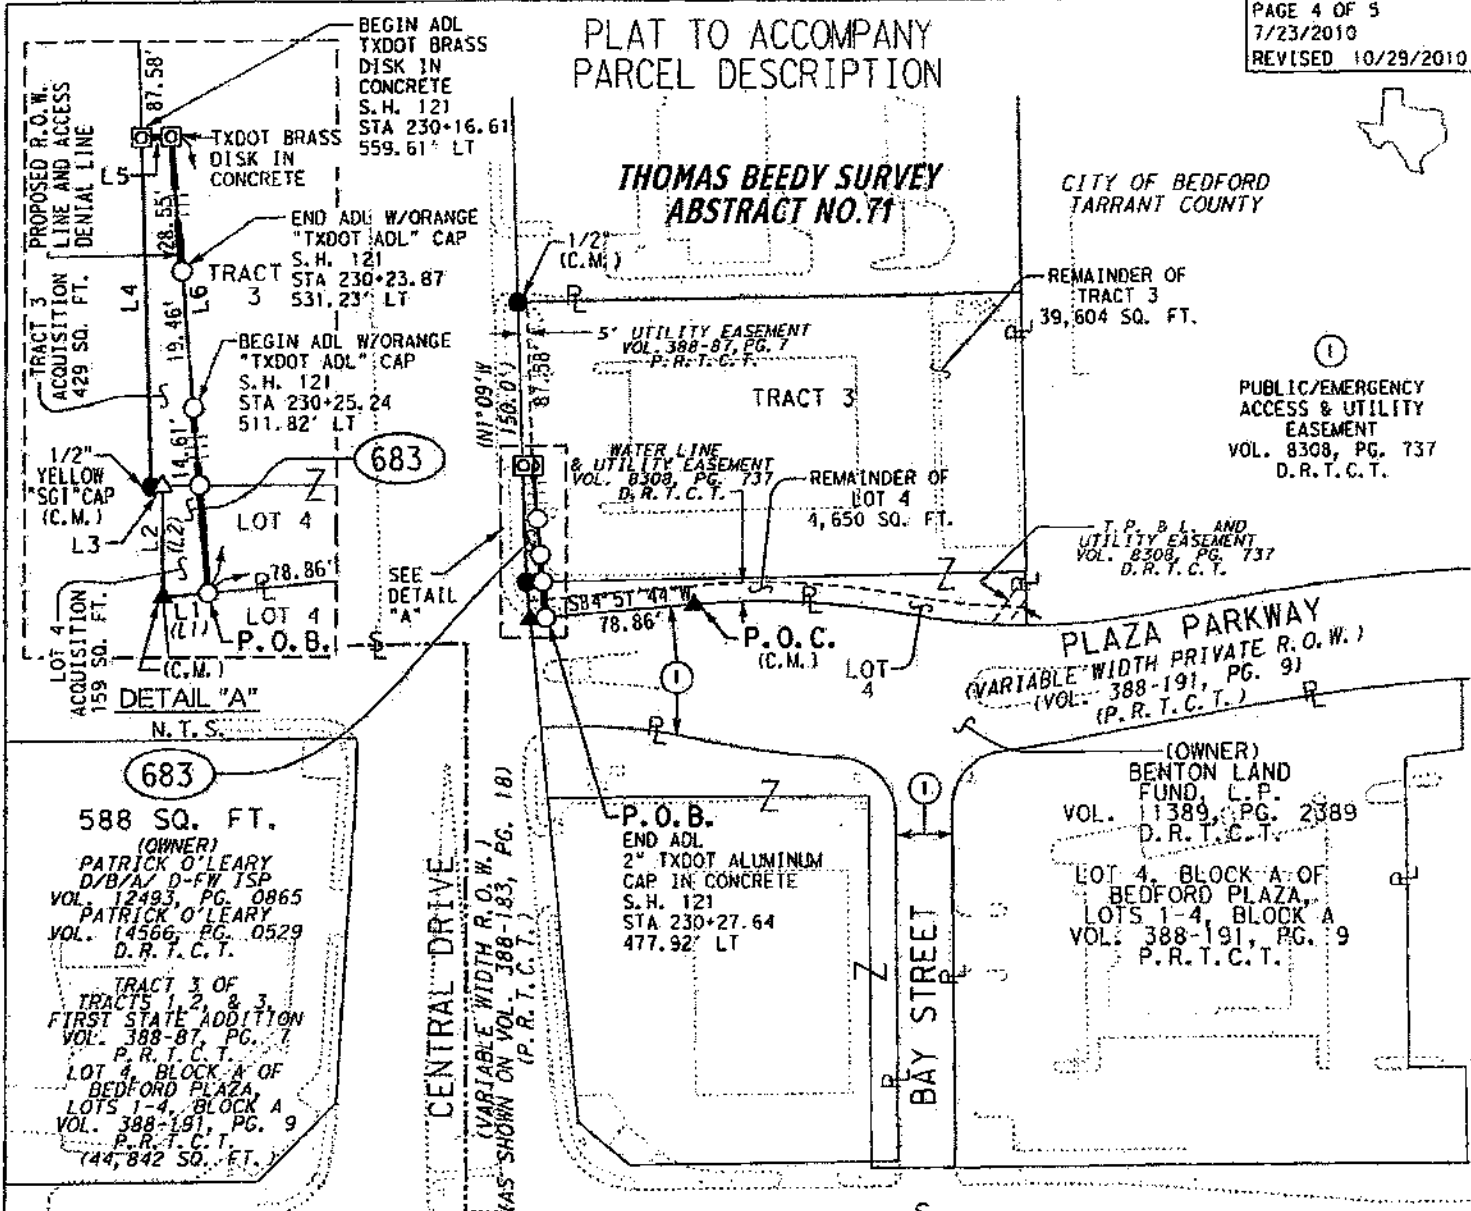 PLAT TO ACCOMPANY
PARCEL DESCRIPTION
PAGE 4 OF 5
7/23/2010
REVISED 10/29/2010
BEGIN ADL
TXDOT BRASS
DISK IN
CONCRETE
S.H. 121
STA 230+16.61
559.61' LT
87.58'
PROPOSED R.O.W.
LINE AND ACCESS
DENIAL LINE
TXDOT BRASS
DISK IN
CONCRETE
L5
28.55'
END ADL W/ORANGE
"TXDOT ADL" CAP
S.H. 121
STA 230+23.87
531.23' LT
TRACT
3
L4
L6
19.46'
TRACT 3
ACQUISITION
429 SQ. FT.
BEGIN ADL W/ORANGE
"TXDOT ADL" CAP
S.H. 121
STA 230+25.24
511.82' LT
14.61'
683
1/2"
YELLOW
"SGI"CAP
(C.M.)
L3
L2
(L2)
Z
LOT 4
78.86'
P̲L
LOT 4
L1
(L1)
P.O.B.
(C.M.)
LOT 4
ACQUISITION
159 SQ. FT.
DETAIL "A"
N.T.S.
THOMAS BEEDY SURVEY
ABSTRACT NO.71
CITY OF BEDFORD
TARRANT COUNTY
1/2"
(C.M.)
PL
REMAINDER OF
TRACT 3
39,604 SQ. FT.
5' UTILITY EASEMENT
VOL. 388-87, PG. 7
P.R.T.C.T.
(N1°09'W
150.0')
87.58'
TRACT 3
PL
1
PUBLIC/EMERGENCY
ACCESS & UTILITY
EASEMENT
VOL. 8308, PG. 737
D.R.T.C.T.
WATER LINE
& UTILITY EASEMENT
VOL. 8308, PG. 737
D.R.T.C.T.
REMAINDER OF
LOT 4
4,650 SQ. FT.
T.P. & L. AND
UTILITY EASEMENT
VOL. 8308, PG. 737
D.R.T.C.T.
SEE
DETAIL
"A"
Z
PL
S84°51'44"W
78.86'
PL
P.O.C.
(C.M.)
LOT
4
1
PLAZA PARKWAY
(VARIABLE WIDTH PRIVATE R.O.W.)
(VOL. 388-191, PG. 9)
(P.R.T.C.T.)
PL
PL
683
588 SQ. FT.
(OWNER)
PATRICK O'LEARY
D/B/A/ D-FW ISP
VOL. 12493, PG. 0865
PATRICK O'LEARY
VOL. 14566, PG. 0529
D.R.T.C.T.
TRACT 3 OF
TRACTS 1,2, & 3,
FIRST STATE ADDITION
VOL. 388-87, PG. 7
P.R.T.C.T.
LOT 4, BLOCK A OF
BEDFORD PLAZA,
LOTS 1-4, BLOCK A
VOL. 388-191, PG. 9
P.R.T.C.T.
(44,842 SQ. FT.)
CENTRAL DRIVE
(VARIABLE WIDTH R.O.W.)
(AS SHOWN ON VOL. 388-183, PG. 18)
(P.R.T.C.T.)
Z
P.O.B.
END ADL
2" TXDOT ALUMINUM
CAP IN CONCRETE
S.H. 121
STA 230+27.64
477.92' LT
1
Z
PL
PL
BAY STREET
(OWNER)
BENTON LAND
FUND, L.P.
VOL. 11389, PG. 2389
D.R.T.C.T.
LOT 4, BLOCK A OF
BEDFORD PLAZA,
LOTS 1-4, BLOCK A
VOL. 388-191, PG. 9
P.R.T.C.T.
PL